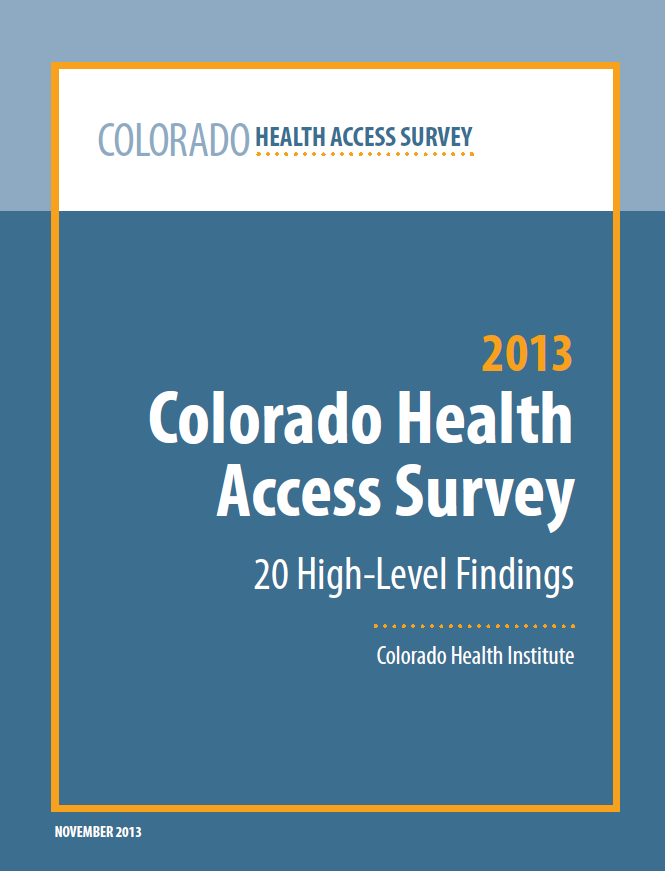 COLORADO HEALTH ACCESS SURVEY
2013
Colorado Health
Access Survey
20 High-Level Findings
Colorado Health Institute
NOVEMBER 2013